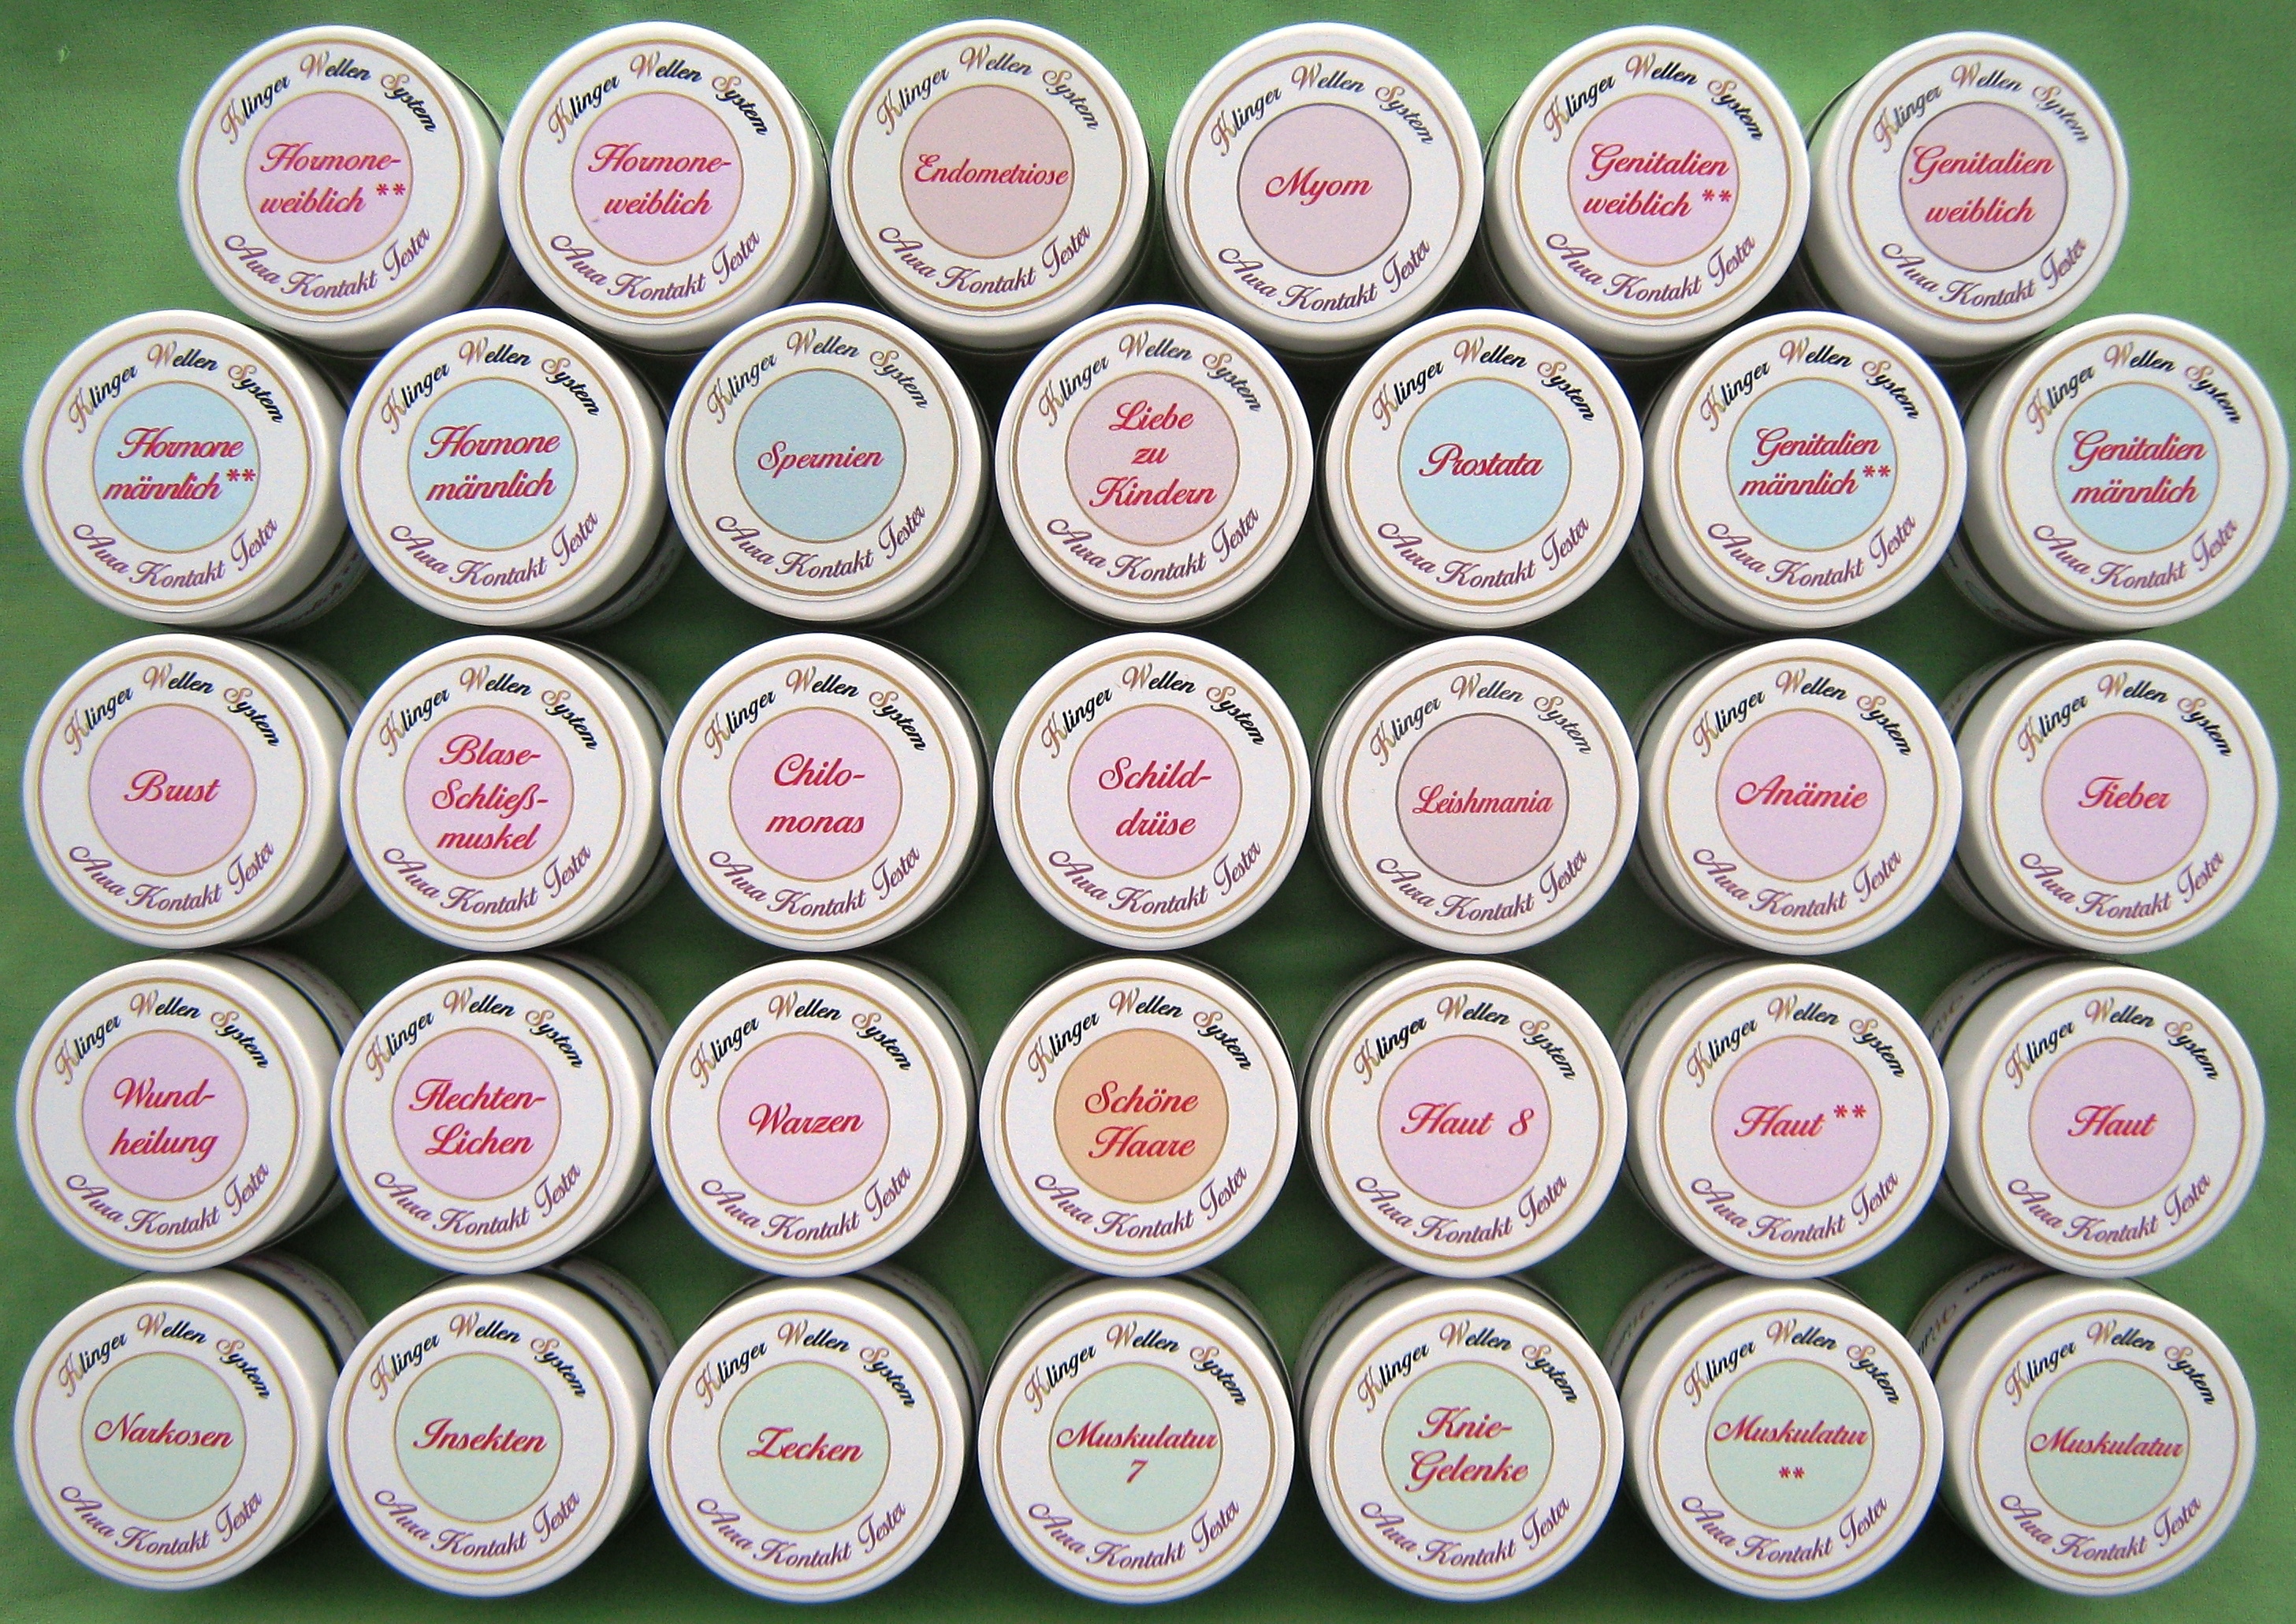 Klinger Wellen System
Hormone-
weiblich **
Aura Kontakt Tester
Klinger Wellen System
Hormone-
weiblich
Aura Kontakt Tester
Klinger Wellen System
Endometriose
Aura Kontakt Tester
Klinger Wellen System
Myom
Aura Kontakt Tester
Klinger Wellen System
Genitalien
weiblich **
Aura Kontakt Tester
Klinger Wellen System
Genitalien
weiblich
Aura Kontakt Tester
Klinger Wellen System
Hormone
männlich **
Aura Kontakt Tester
Klinger Wellen System
Hormone
männlich
Aura Kontakt Tester
Klinger Wellen System
Spermien
Aura Kontakt Tester
Klinger Wellen System
Liebe
zu
Kindern
Aura Kontakt Tester
Klinger Wellen System
Prostata
Aura Kontakt Tester
Klinger Wellen System
Genitalien
männlich **
Aura Kontakt Tester
Klinger Wellen System
Genitalien
männlich
Aura Kontakt Tester
Klinger Wellen System
Brust
Aura Kontakt Tester
Klinger Wellen System
Blase-
Schließ-
muskel
Aura Kontakt Tester
Klinger Wellen System
Chilo-
monas
Aura Kontakt Tester
Klinger Wellen System
Schild-
drüse
Aura Kontakt Tester
Klinger Wellen System
Leishmania
Aura Kontakt Tester
Klinger Wellen System
Anämie
Aura Kontakt Tester
Klinger Wellen System
Fieber
Aura Kontakt Tester
Klinger Wellen System
Wund-
heilung
Aura Kontakt Tester
Klinger Wellen System
Flechten-
Lichen
Aura Kontakt Tester
Klinger Wellen System
Warzen
Aura Kontakt Tester
Klinger Wellen System
Schöne
Haare
Aura Kontakt Tester
Klinger Wellen System
Haut 8
Aura Kontakt Tester
Klinger Wellen System
Haut **
Aura Kontakt Tester
Klinger Wellen System
Haut
Aura Kontakt Tester
Klinger Wellen System
Narkosen
Aura Kontakt Tester
Klinger Wellen System
Insekten
Aura Kontakt Tester
Klinger Wellen System
Zecken
Aura Kontakt Tester
Klinger Wellen System
Muskulatur
7
Aura Kontakt Tester
Klinger Wellen System
Knie-
Gelenke
Aura Kontakt Tester
Klinger Wellen System
Muskulatur
**
Aura Kontakt Tester
Klinger Wellen System
Muskulatur
Aura Kontakt Tester